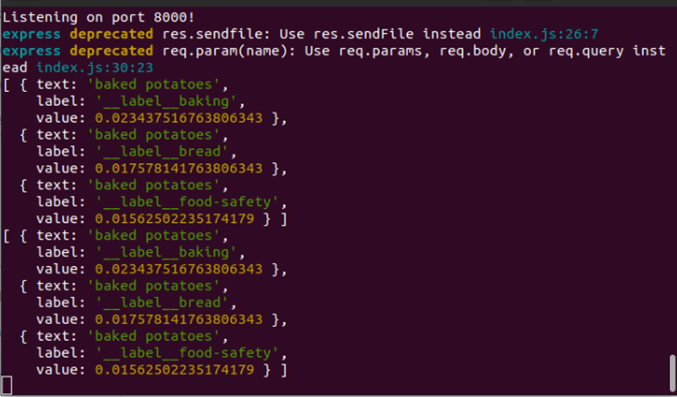 Listening on port 8000!
express deprecated res.sendfile: Use res.sendFile instead index.js:26:7
express deprecated req.param(name): Use req.params, req.body, or req.query inst
ead index.js:30:23
[ { text: 'baked potatoes',
label: '__label__baking',
value: 0.023437516763806343 },
{ text: 'baked potatoes',
label: '__label__bread',
value: 0.017578141763806343 },
{ text: 'baked potatoes',
label: '__label__food-safety',
value: 0.01562502235174179 } ]
[ { text: 'baked potatoes',
label: '__label__baking',
value: 0.023437516763806343 },
{ text: 'baked potatoes',
label: '__label__bread',
value: 0.017578141763806343 },
{ text: 'baked potatoes',
label: '__label__food-safety',
value: 0.01562502235174179 } ]